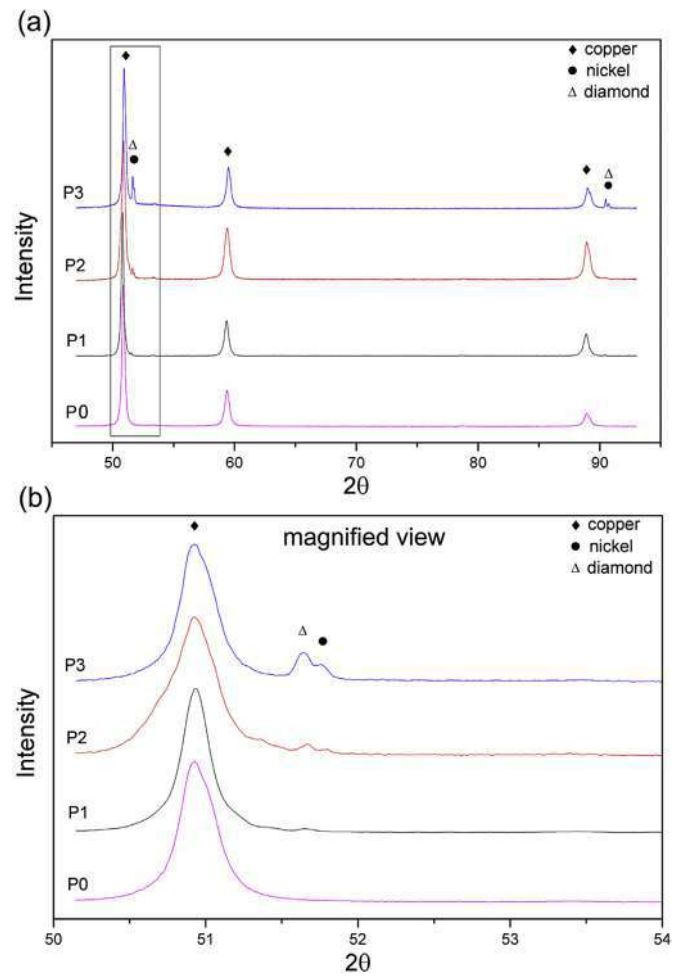 (a)
♦ copper
● nickel
Δ diamond
♦
Δ
●
♦
♦
Δ
●
P3
P2
P1
P0
Intensity
50 60 70 80 90
2θ
(b)
magnified view
♦ copper
● nickel
Δ diamond
♦
Δ ●
P3
P2
P1
P0
Intensity
50 51 52 53 54
2θ